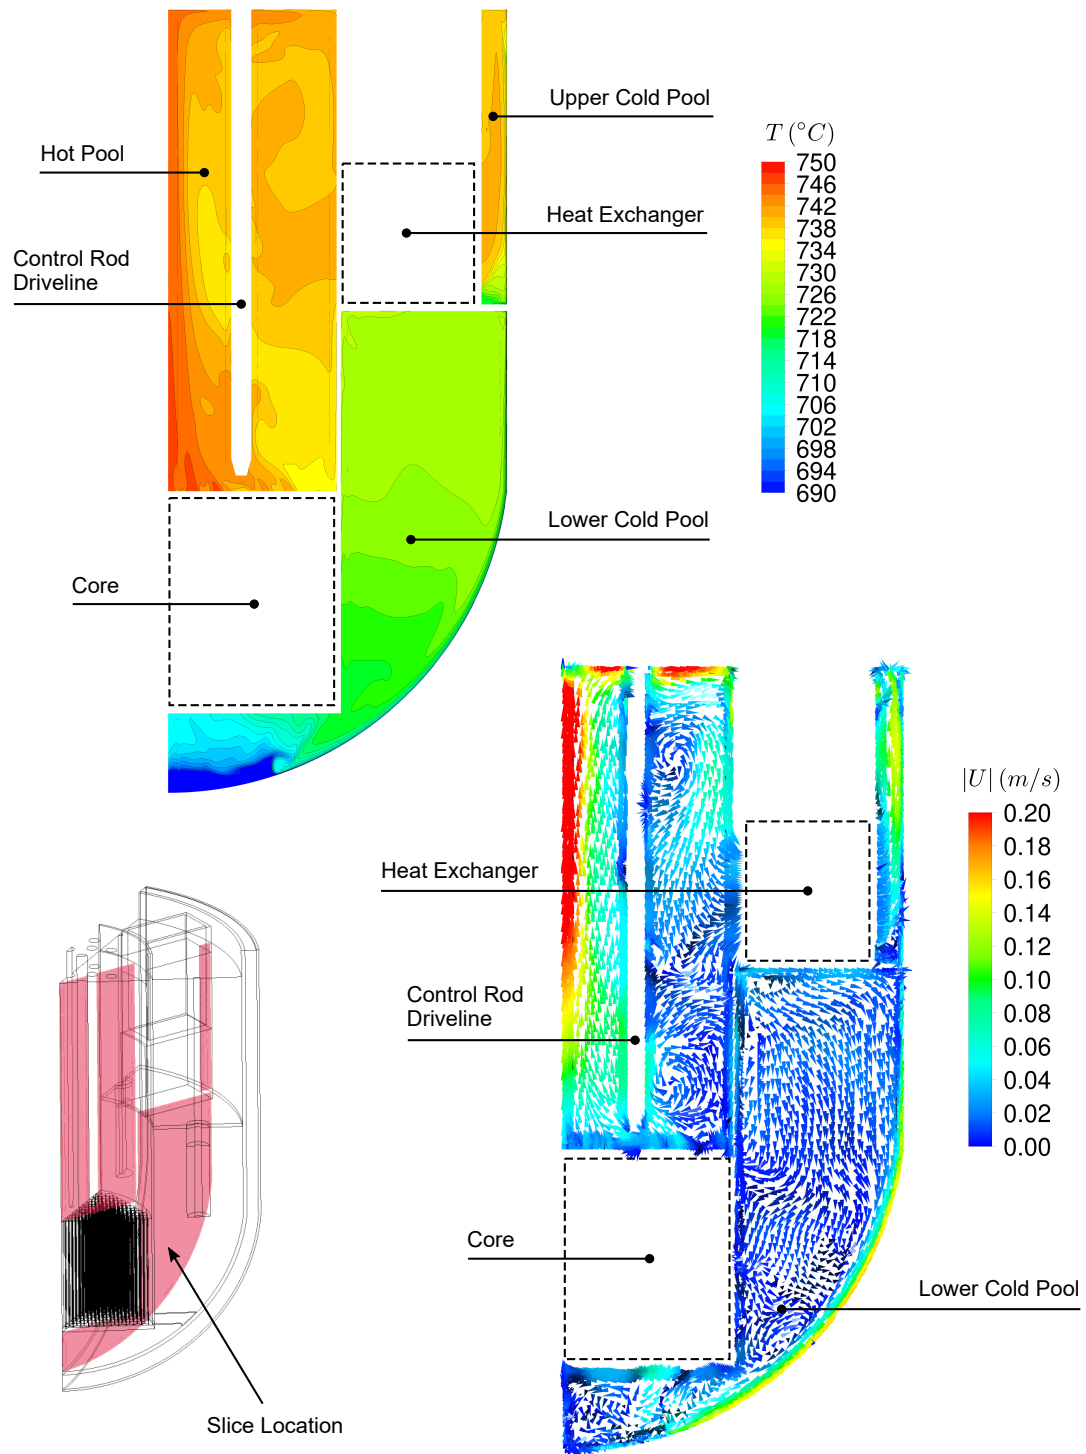 Upper Cold Pool
Hot Pool
Heat Exchanger
Control Rod
Driveline
T (°C)
750
746
742
738
734
730
726
722
718
714
710
706
702
698
694
690
Lower Cold Pool
Core
|U| (m/s)
0.20
0.18
0.16
0.14
0.12
0.10
0.08
0.06
0.04
0.02
0.00
Heat Exchanger
Control Rod
Driveline
Core
Lower Cold Pool
Slice Location